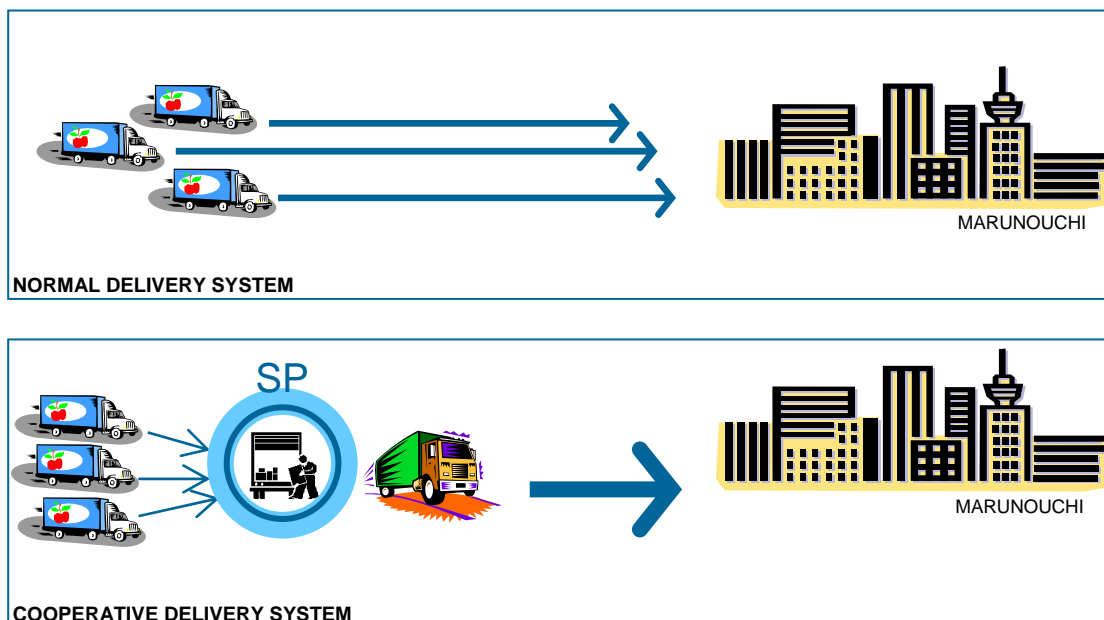 MARUNOUCHI
NORMAL DELIVERY SYSTEM
SP
MARUNOUCHI
COOPERATIVE DELIVERY SYSTEM